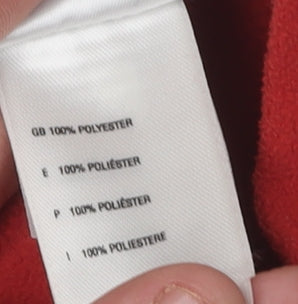 GB 100% POLYESTER
E 100% POLIÉSTER
P 100% POLIÉSTER
I 100% POLIESTERE